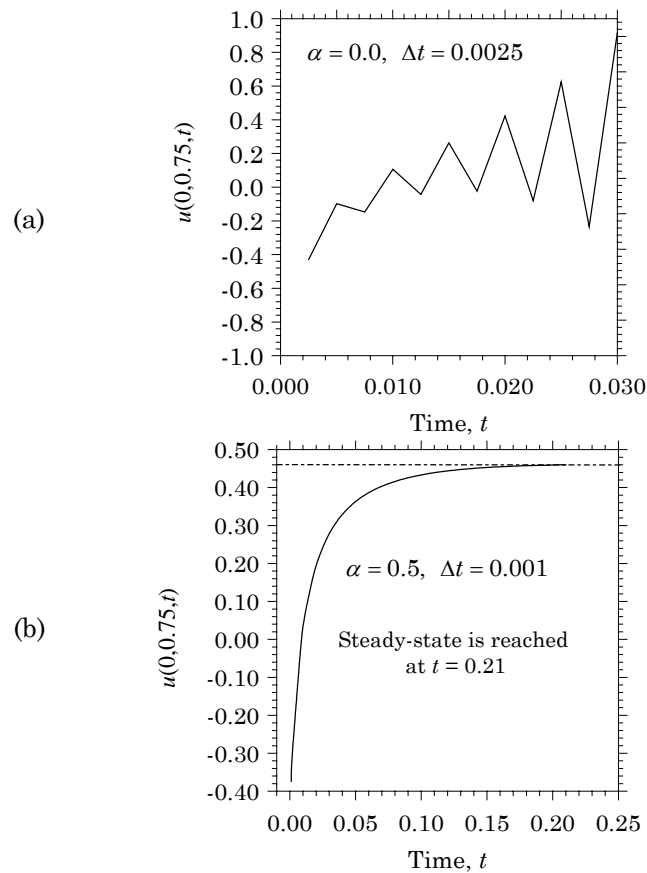 (a)
u(0,0.75,t)
1.0
0.8
0.6
0.4
0.2
0.0
-0.2
-0.4
-0.6
-0.8
-1.0
α = 0.0, Δt = 0.0025
0.000 0.010 0.020 0.030
Time, t
(b)
u(0,0.75,t)
0.50
0.40
0.30
0.20
0.10
0.00
-0.10
-0.20
-0.30
-0.40
α = 0.5, Δt = 0.001
Steady-state is reached
at t = 0.21
0.00 0.05 0.10 0.15 0.20 0.25
Time, t